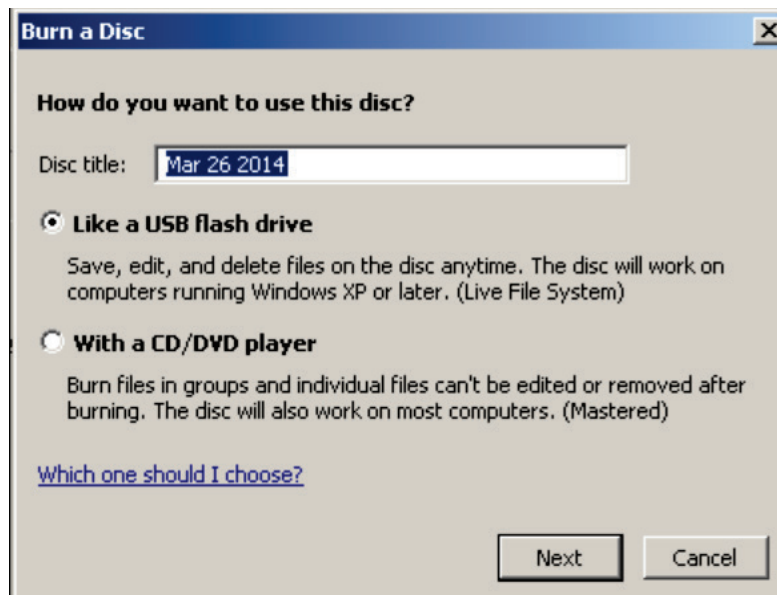 Burn a Disc
How do you want to use this disc?
Disc title: Mar 26 2014
Like a USB flash drive
Save, edit, and delete files on the disc anytime. The disc will work on
computers running Windows XP or later. (Live File System)
With a CD/DVD player
Burn files in groups and individual files can't be edited or removed after
burning. The disc will also work on most computers. (Mastered)
Which one should I choose?
Next Cancel